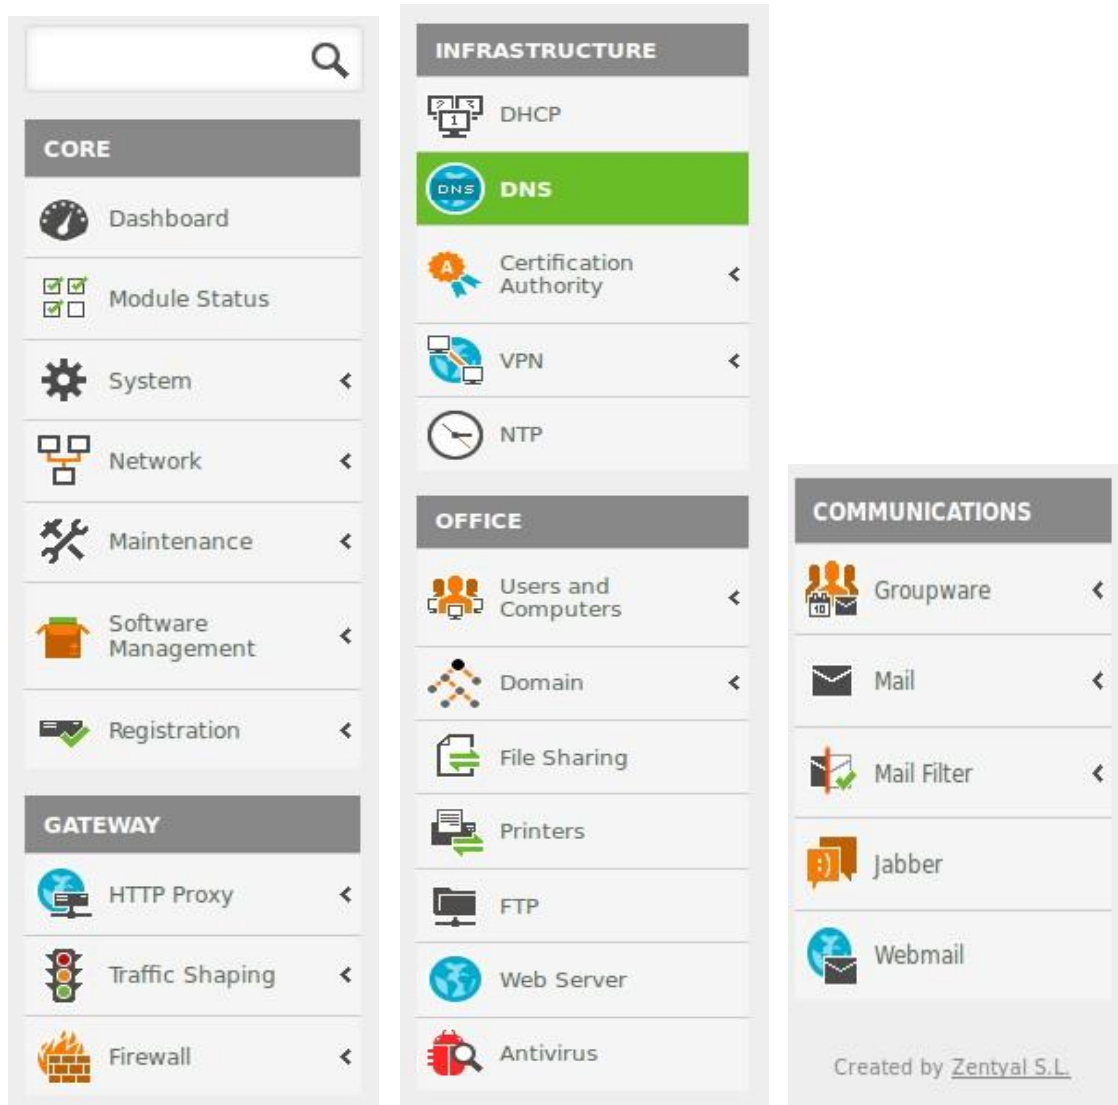 CORE
Dashboard
Module Status
System
Network
Maintenance
Software
Management
Registration
GATEWAY
HTTP Proxy
Traffic Shaping
Firewall
INFRASTRUCTURE
DHCP
DNS
DNS
Certification
Authority
VPN
NTP
OFFICE
Users and
Computers
Domain
File Sharing
Printers
FTP
Web Server
Antivirus
COMMUNICATIONS
Groupware
Mail
Mail Filter
Jabber
Webmail
Created by Zentyal S.L.